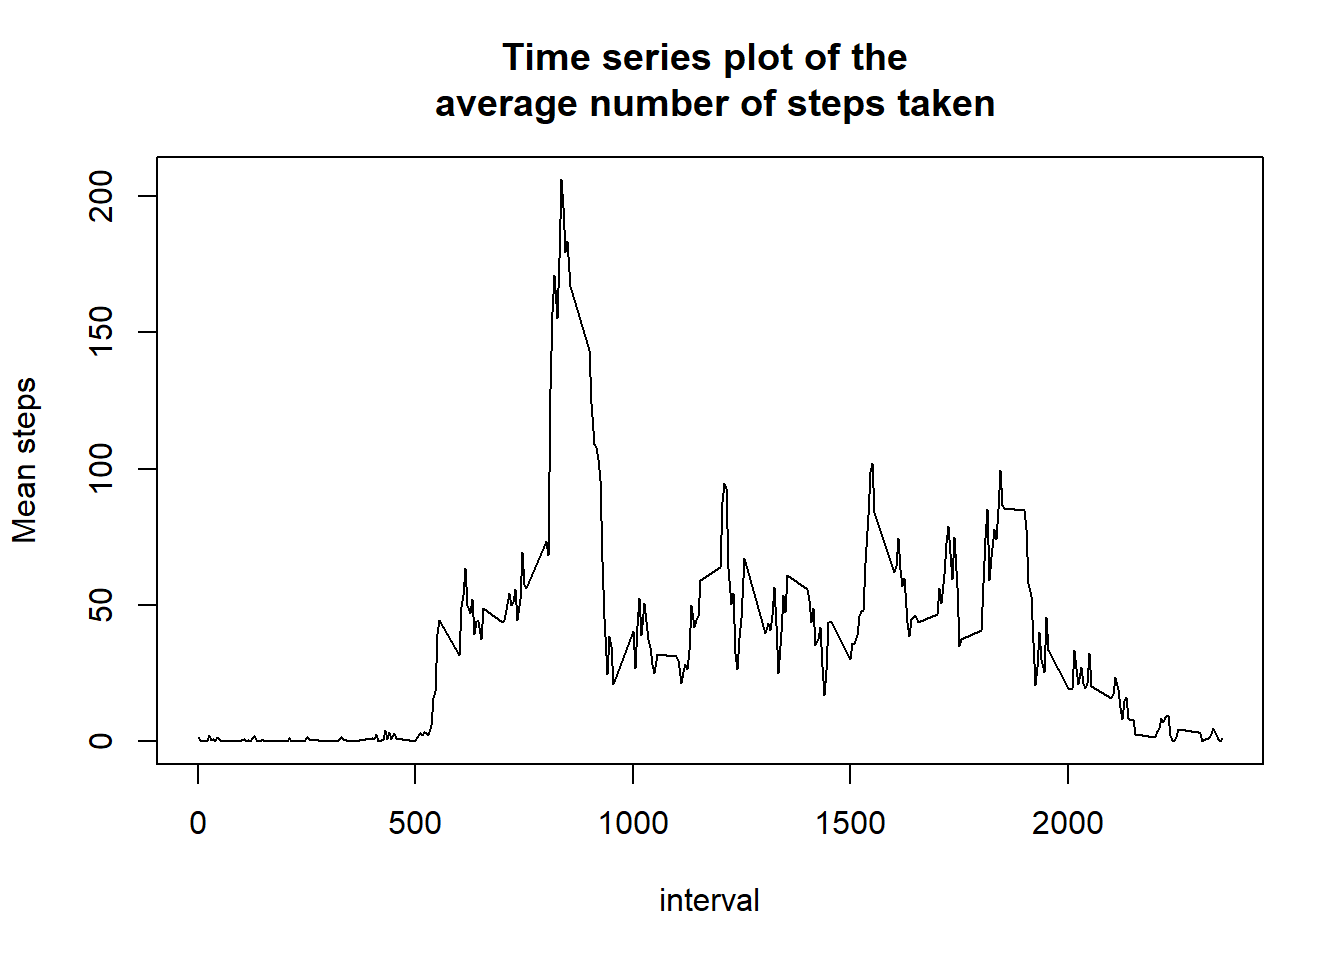 Time series plot of the
average number of steps taken
Mean steps
200
150
100
50
0
0 500 1000 1500 2000
interval